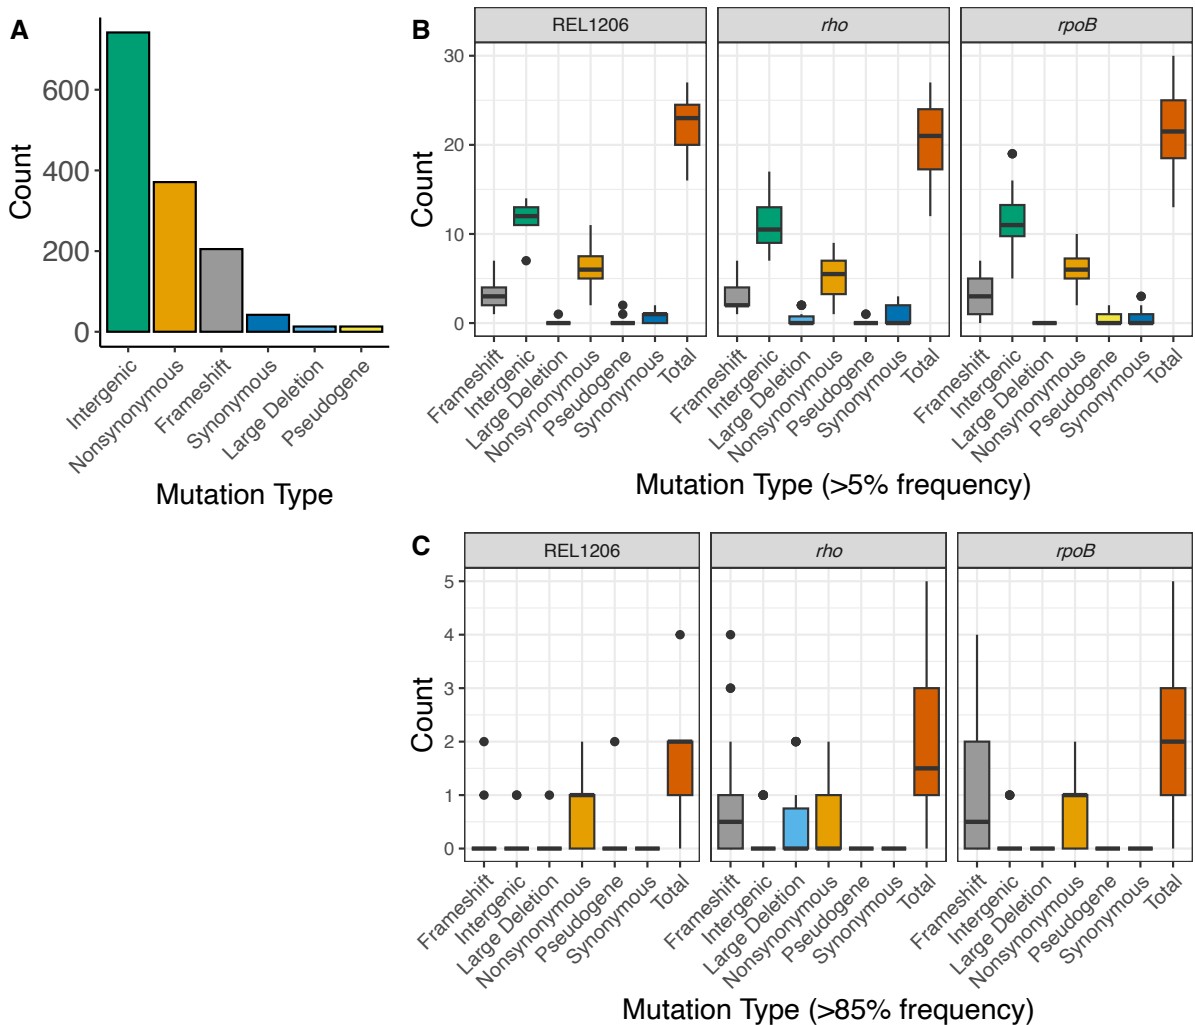 A
Count
600
400
200
0
Intergenic
Nonsynonymous
Frameshift
Synonymous
Large Deletion
Pseudogene
Mutation Type
B
REL1206
rho
rpoB
Count
30
20
10
0
Frameshift
Intergenic
Large Deletion
Nonsynonymous
Pseudogene
Synonymous
Total
Frameshift
Intergenic
Large Deletion
Nonsynonymous
Pseudogene
Synonymous
Total
Frameshift
Intergenic
Large Deletion
Nonsynonymous
Pseudogene
Synonymous
Total
Mutation Type (>5% frequency)
C
REL1206
rho
rpoB
Count
5
4
3
2
1
0
Frameshift
Intergenic
Large Deletion
Nonsynonymous
Pseudogene
Synonymous
Total
Frameshift
Intergenic
Large Deletion
Nonsynonymous
Pseudogene
Synonymous
Total
Frameshift
Intergenic
Large Deletion
Nonsynonymous
Pseudogene
Synonymous
Total
Mutation Type (>85% frequency)